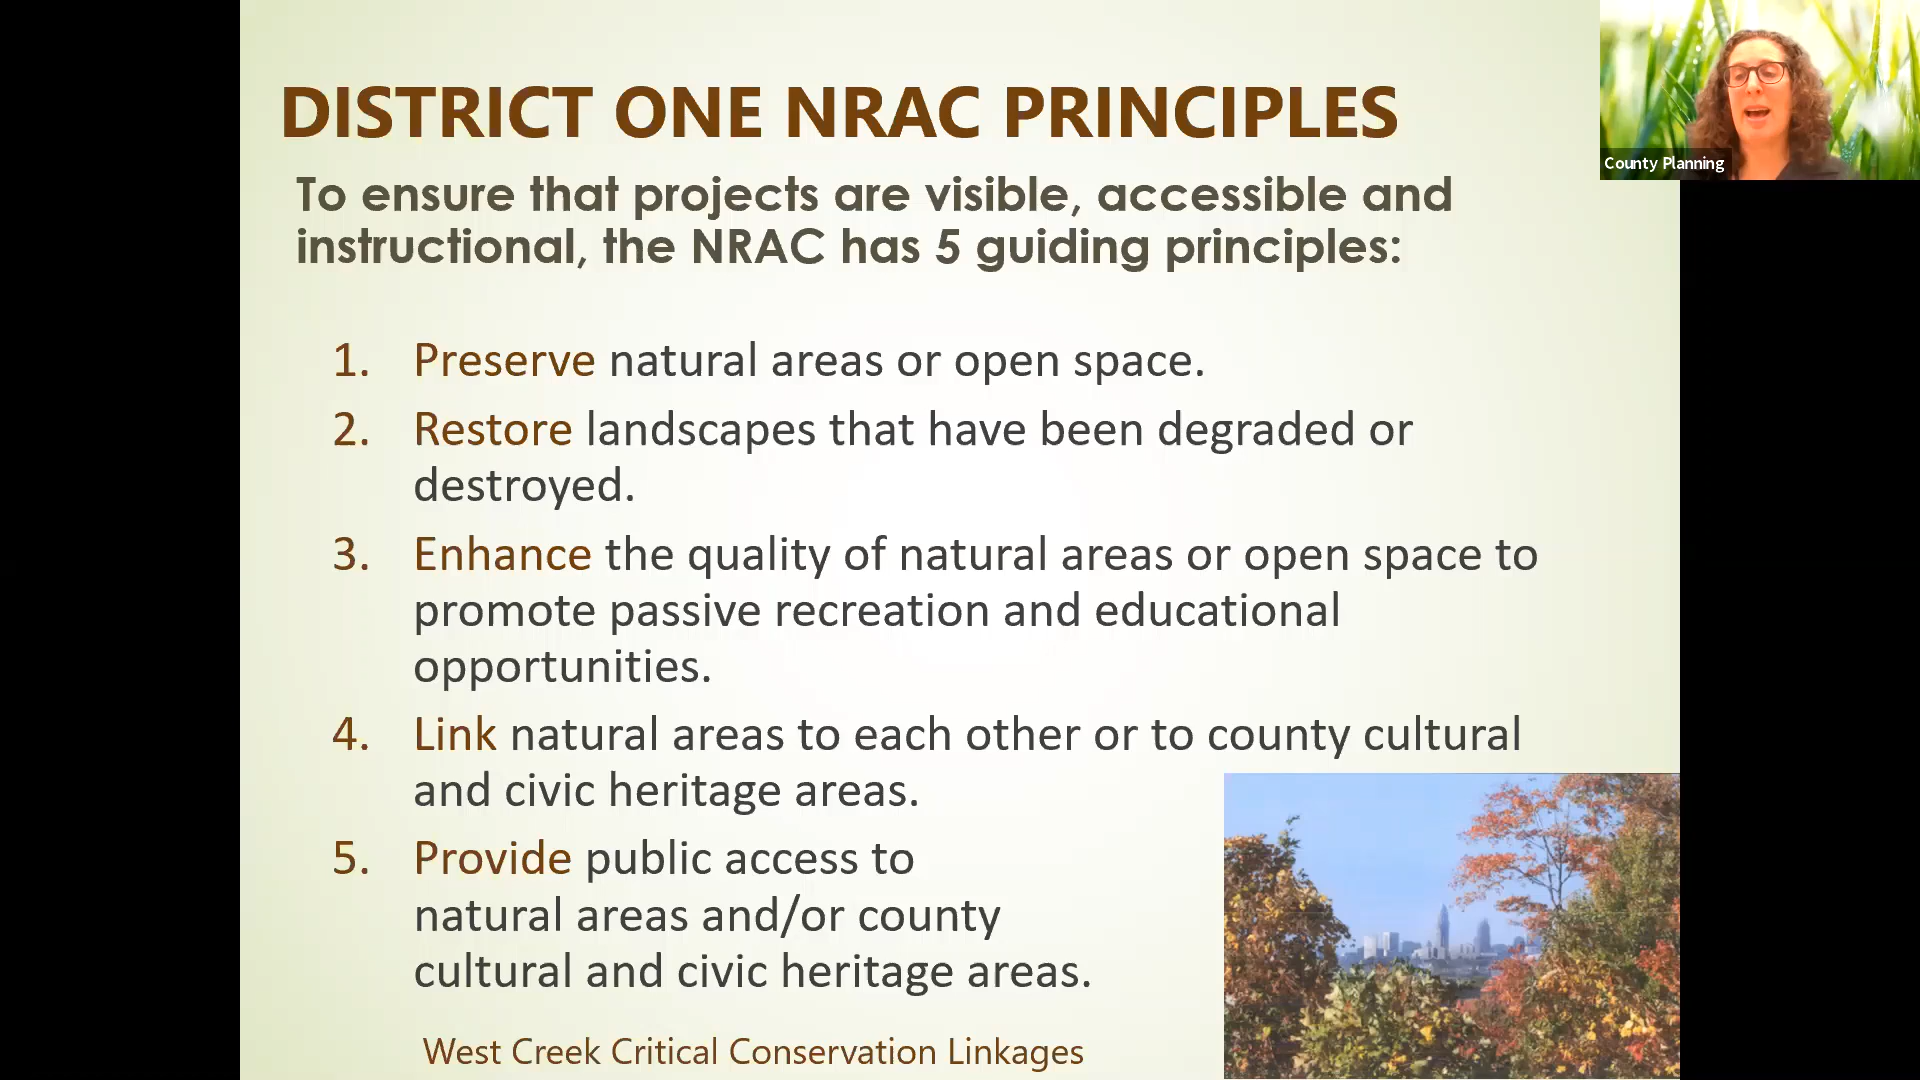 DISTRICT ONE NRAC PRINCIPLES
County Planning
To ensure that projects are visible, accessible and
instructional, the NRAC has 5 guiding principles:
1. Preserve natural areas or open space.
2. Restore landscapes that have been degraded or
destroyed.
3. Enhance the quality of natural areas or open space to
promote passive recreation and educational
opportunities.
4. Link natural areas to each other or to county cultural
and civic heritage areas.
5. Provide public access to
natural areas and/or county
cultural and civic heritage areas.
West Creek Critical Conservation Linkages